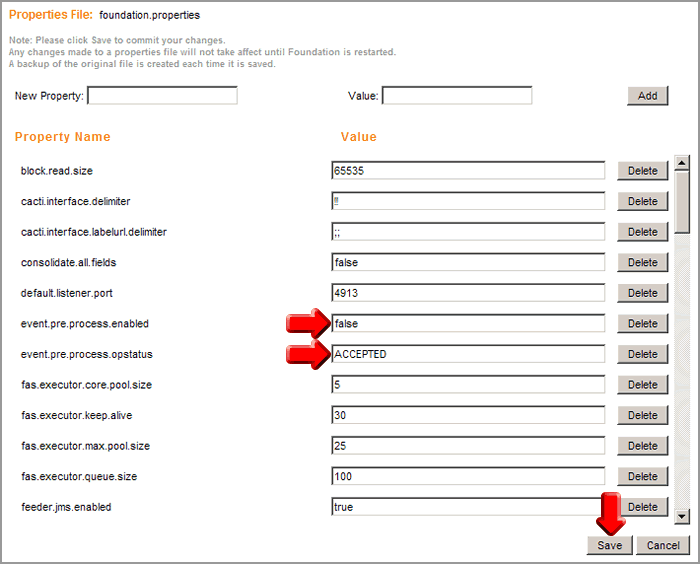 Properties File: foundation.properties
Note: Please click Save to commit your changes.
Any changes made to a properties file will not take affect until Foundation is restarted.
A backup of the original file is created each time it is saved.
New Property: Value: Add
Property Name Value
block.read.size 65535 Delete
cacti.interface.delimiter !! Delete
cacti.interface.labelurl.delimiter ;; Delete
consolidate.all.fields false Delete
default.listener.port 4913 Delete
event.pre.process.enabled false Delete
event.pre.process.opstatus ACCEPTED Delete
fas.executor.core.pool.size 5 Delete
fas.executor.keep.alive 30 Delete
fas.executor.max.pool.size 25 Delete
fas.executor.queue.size 100 Delete
feeder.jms.enabled true Delete
Save Cancel